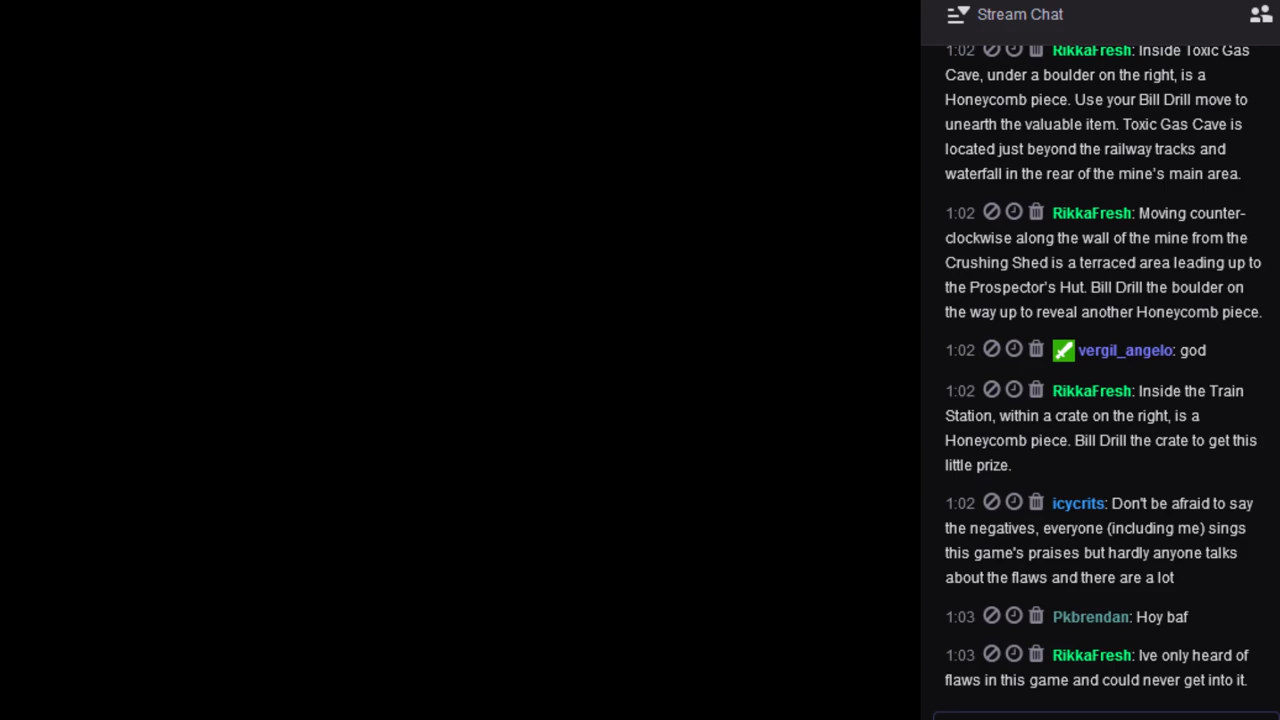 Stream Chat
1:02 RikkaFresh: Inside Toxic Gas
Cave, under a boulder on the right, is a
Honeycomb piece. Use your Bill Drill move to
unearth the valuable item. Toxic Gas Cave is
located just beyond the railway tracks and
waterfall in the rear of the mine's main area.
1:02 RikkaFresh: Moving counter-
clockwise along the wall of the mine from the
Crushing Shed is a terraced area leading up to
the Prospector's Hut. Bill Drill the boulder on
the way up to reveal another Honeycomb piece.
1:02 vergil_angelo: god
1:02 RikkaFresh: Inside the Train
Station, within a crate on the right, is a
Honeycomb piece. Bill Drill the crate to get this
little prize.
1:02 icycrits: Don't be afraid to say
the negatives, everyone (including me) sings
this game's praises but hardly anyone talks
about the flaws and there are a lot
1:03 Pkbrendan: Hoy baf
1:03 RikkaFresh: Ive only heard of
flaws in this game and could never get into it.